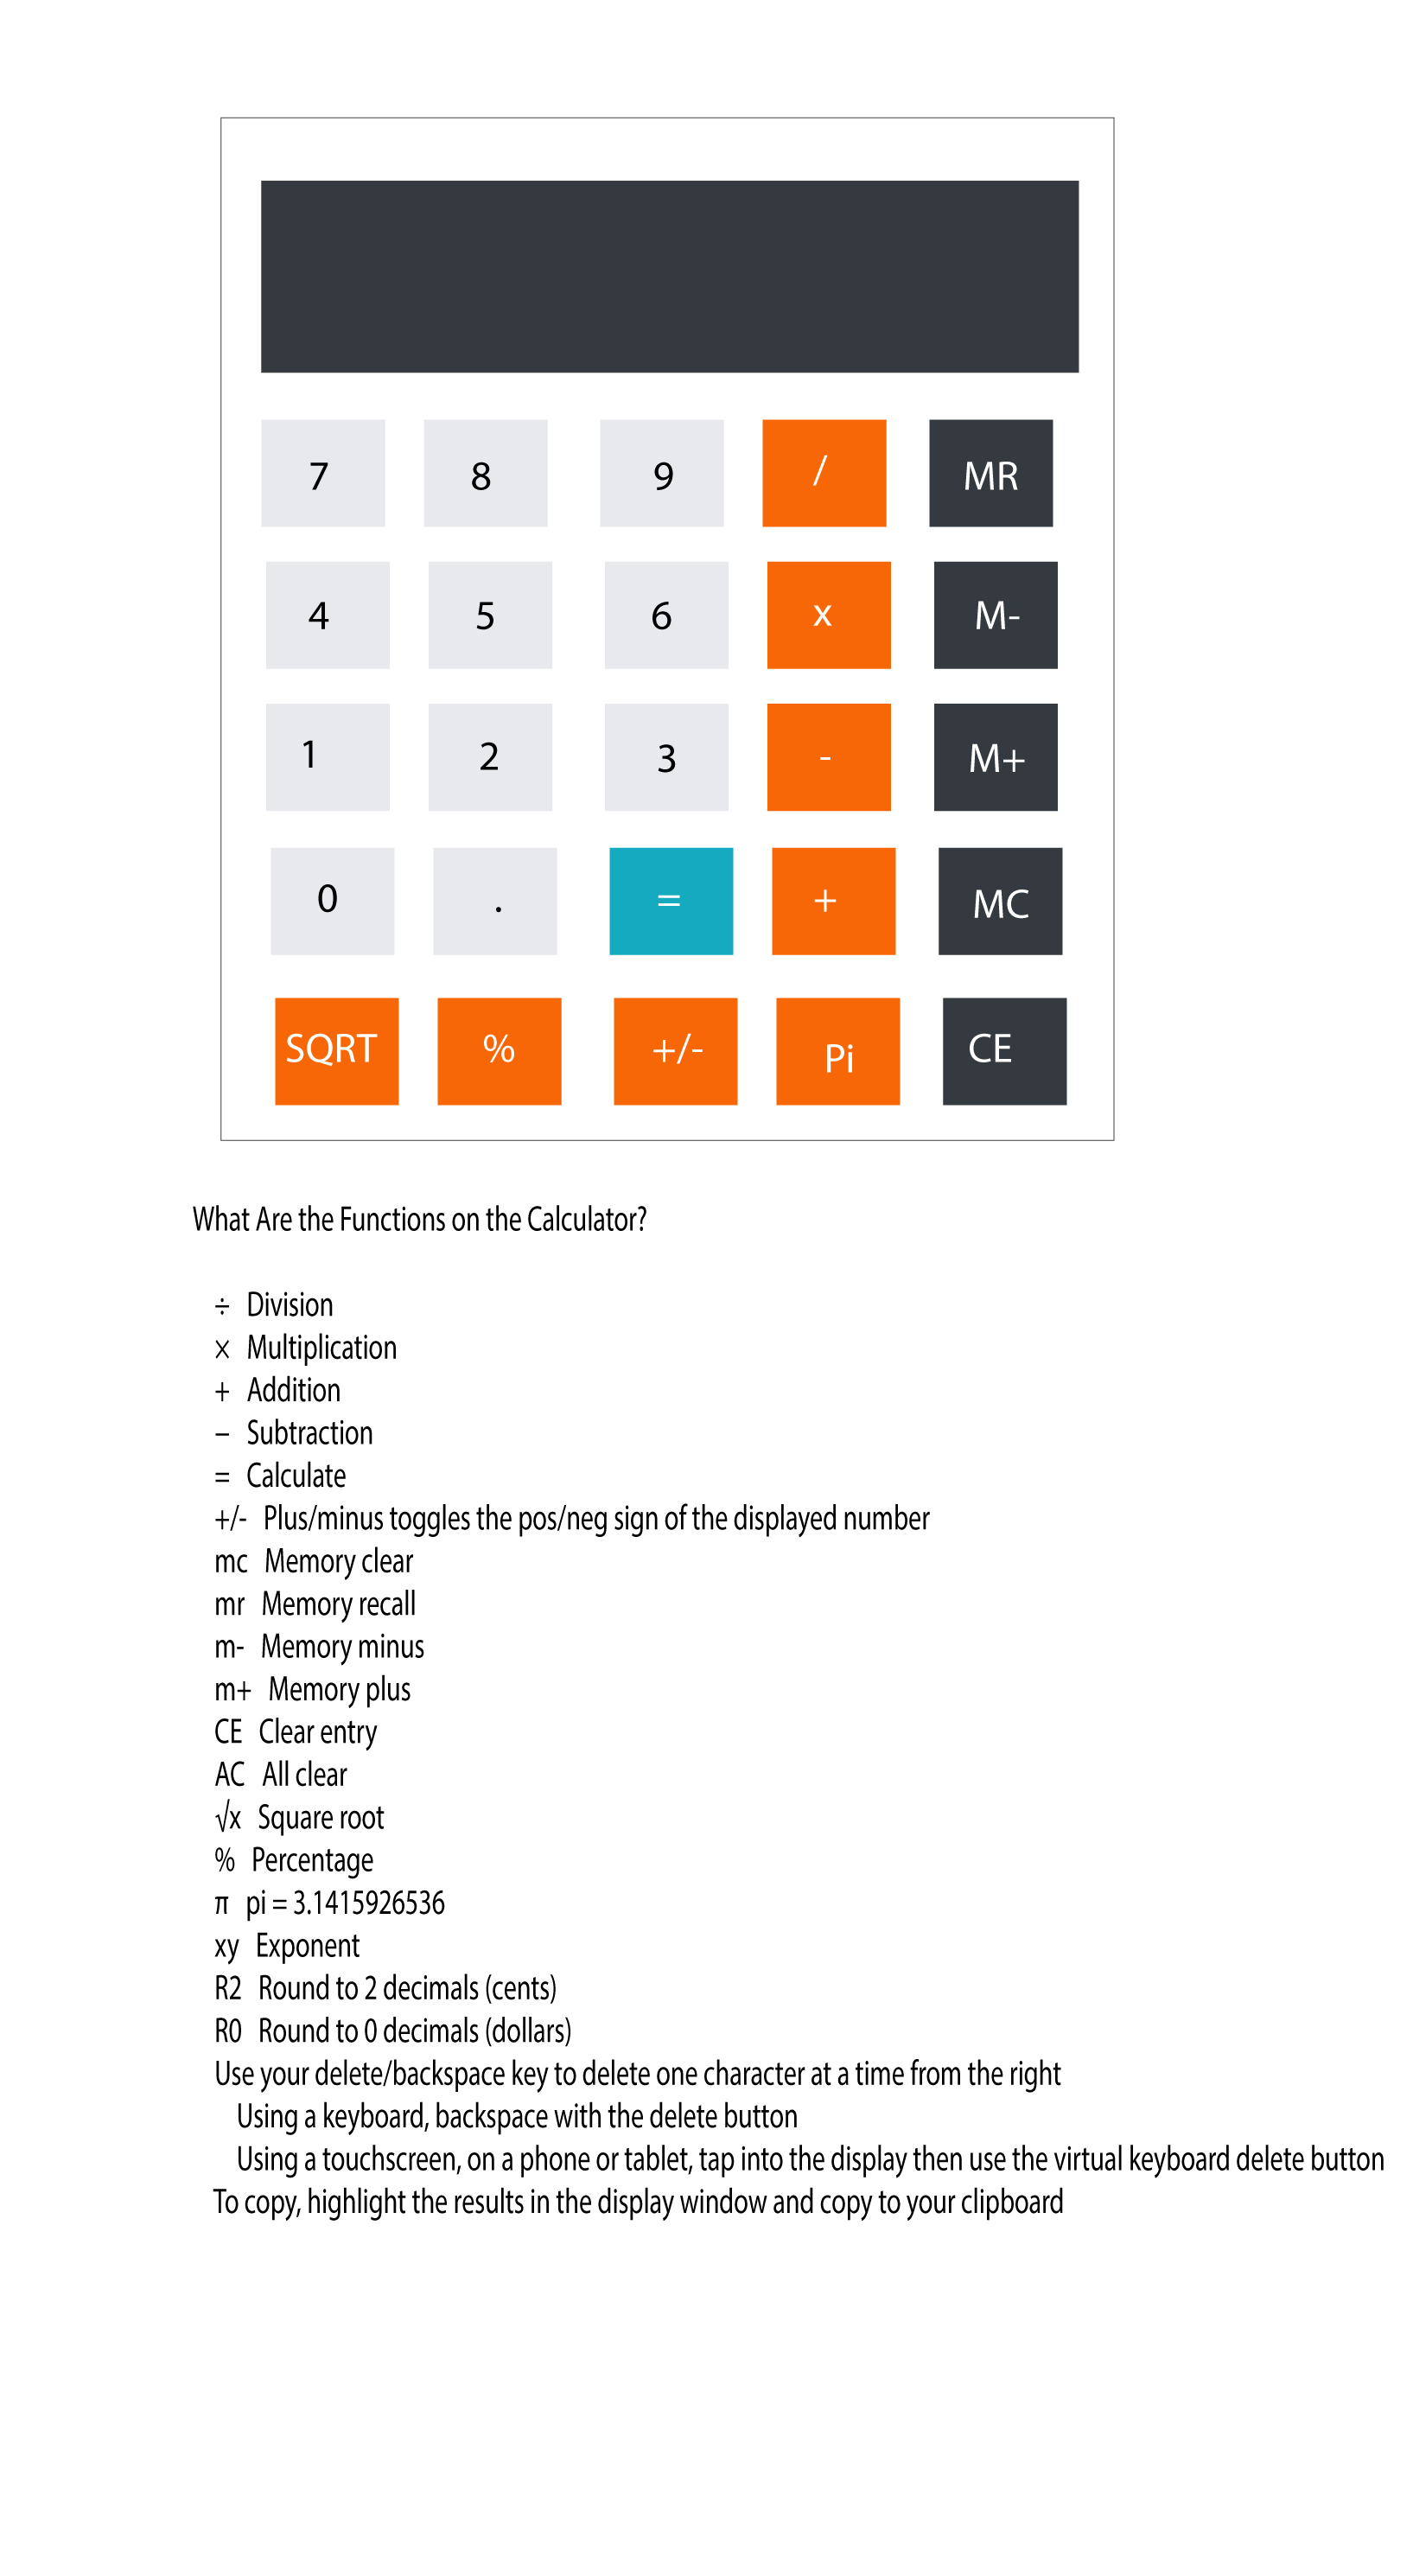 7 8 9 / MR
4 5 6 x M-
1 2 3 - M+
0 . = + MC
SQRT % +/- Pi CE
What Are the Functions on the Calculator?
÷ Division
× Multiplication
+ Addition
− Subtraction
= Calculate
+/- Plus/minus toggles the pos/neg sign of the displayed number
mc Memory clear
mr Memory recall
m- Memory minus
m+ Memory plus
CE Clear entry
AC All clear
√x Square root
% Percentage
π pi = 3.1415926536
xy Exponent
R2 Round to 2 decimals (cents)
R0 Round to 0 decimals (dollars)
Use your delete/backspace key to delete one character at a time from the right
Using a keyboard, backspace with the delete button
Using a touchscreen, on a phone or tablet, tap into the display then use the virtual keyboard delete button
To copy, highlight the results in the display window and copy to your clipboard